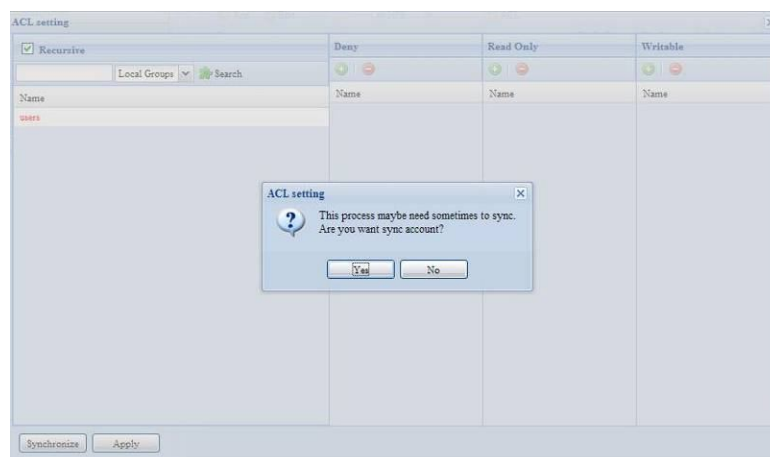 ACL setting
Recursive
Deny
Read Only
Writable
Local Groups
Search
Name
Name
Name
Name
users
ACL setting
This process maybe need sometimes to sync.
Are you want sync account?
Yes
No
Synchronize
Apply